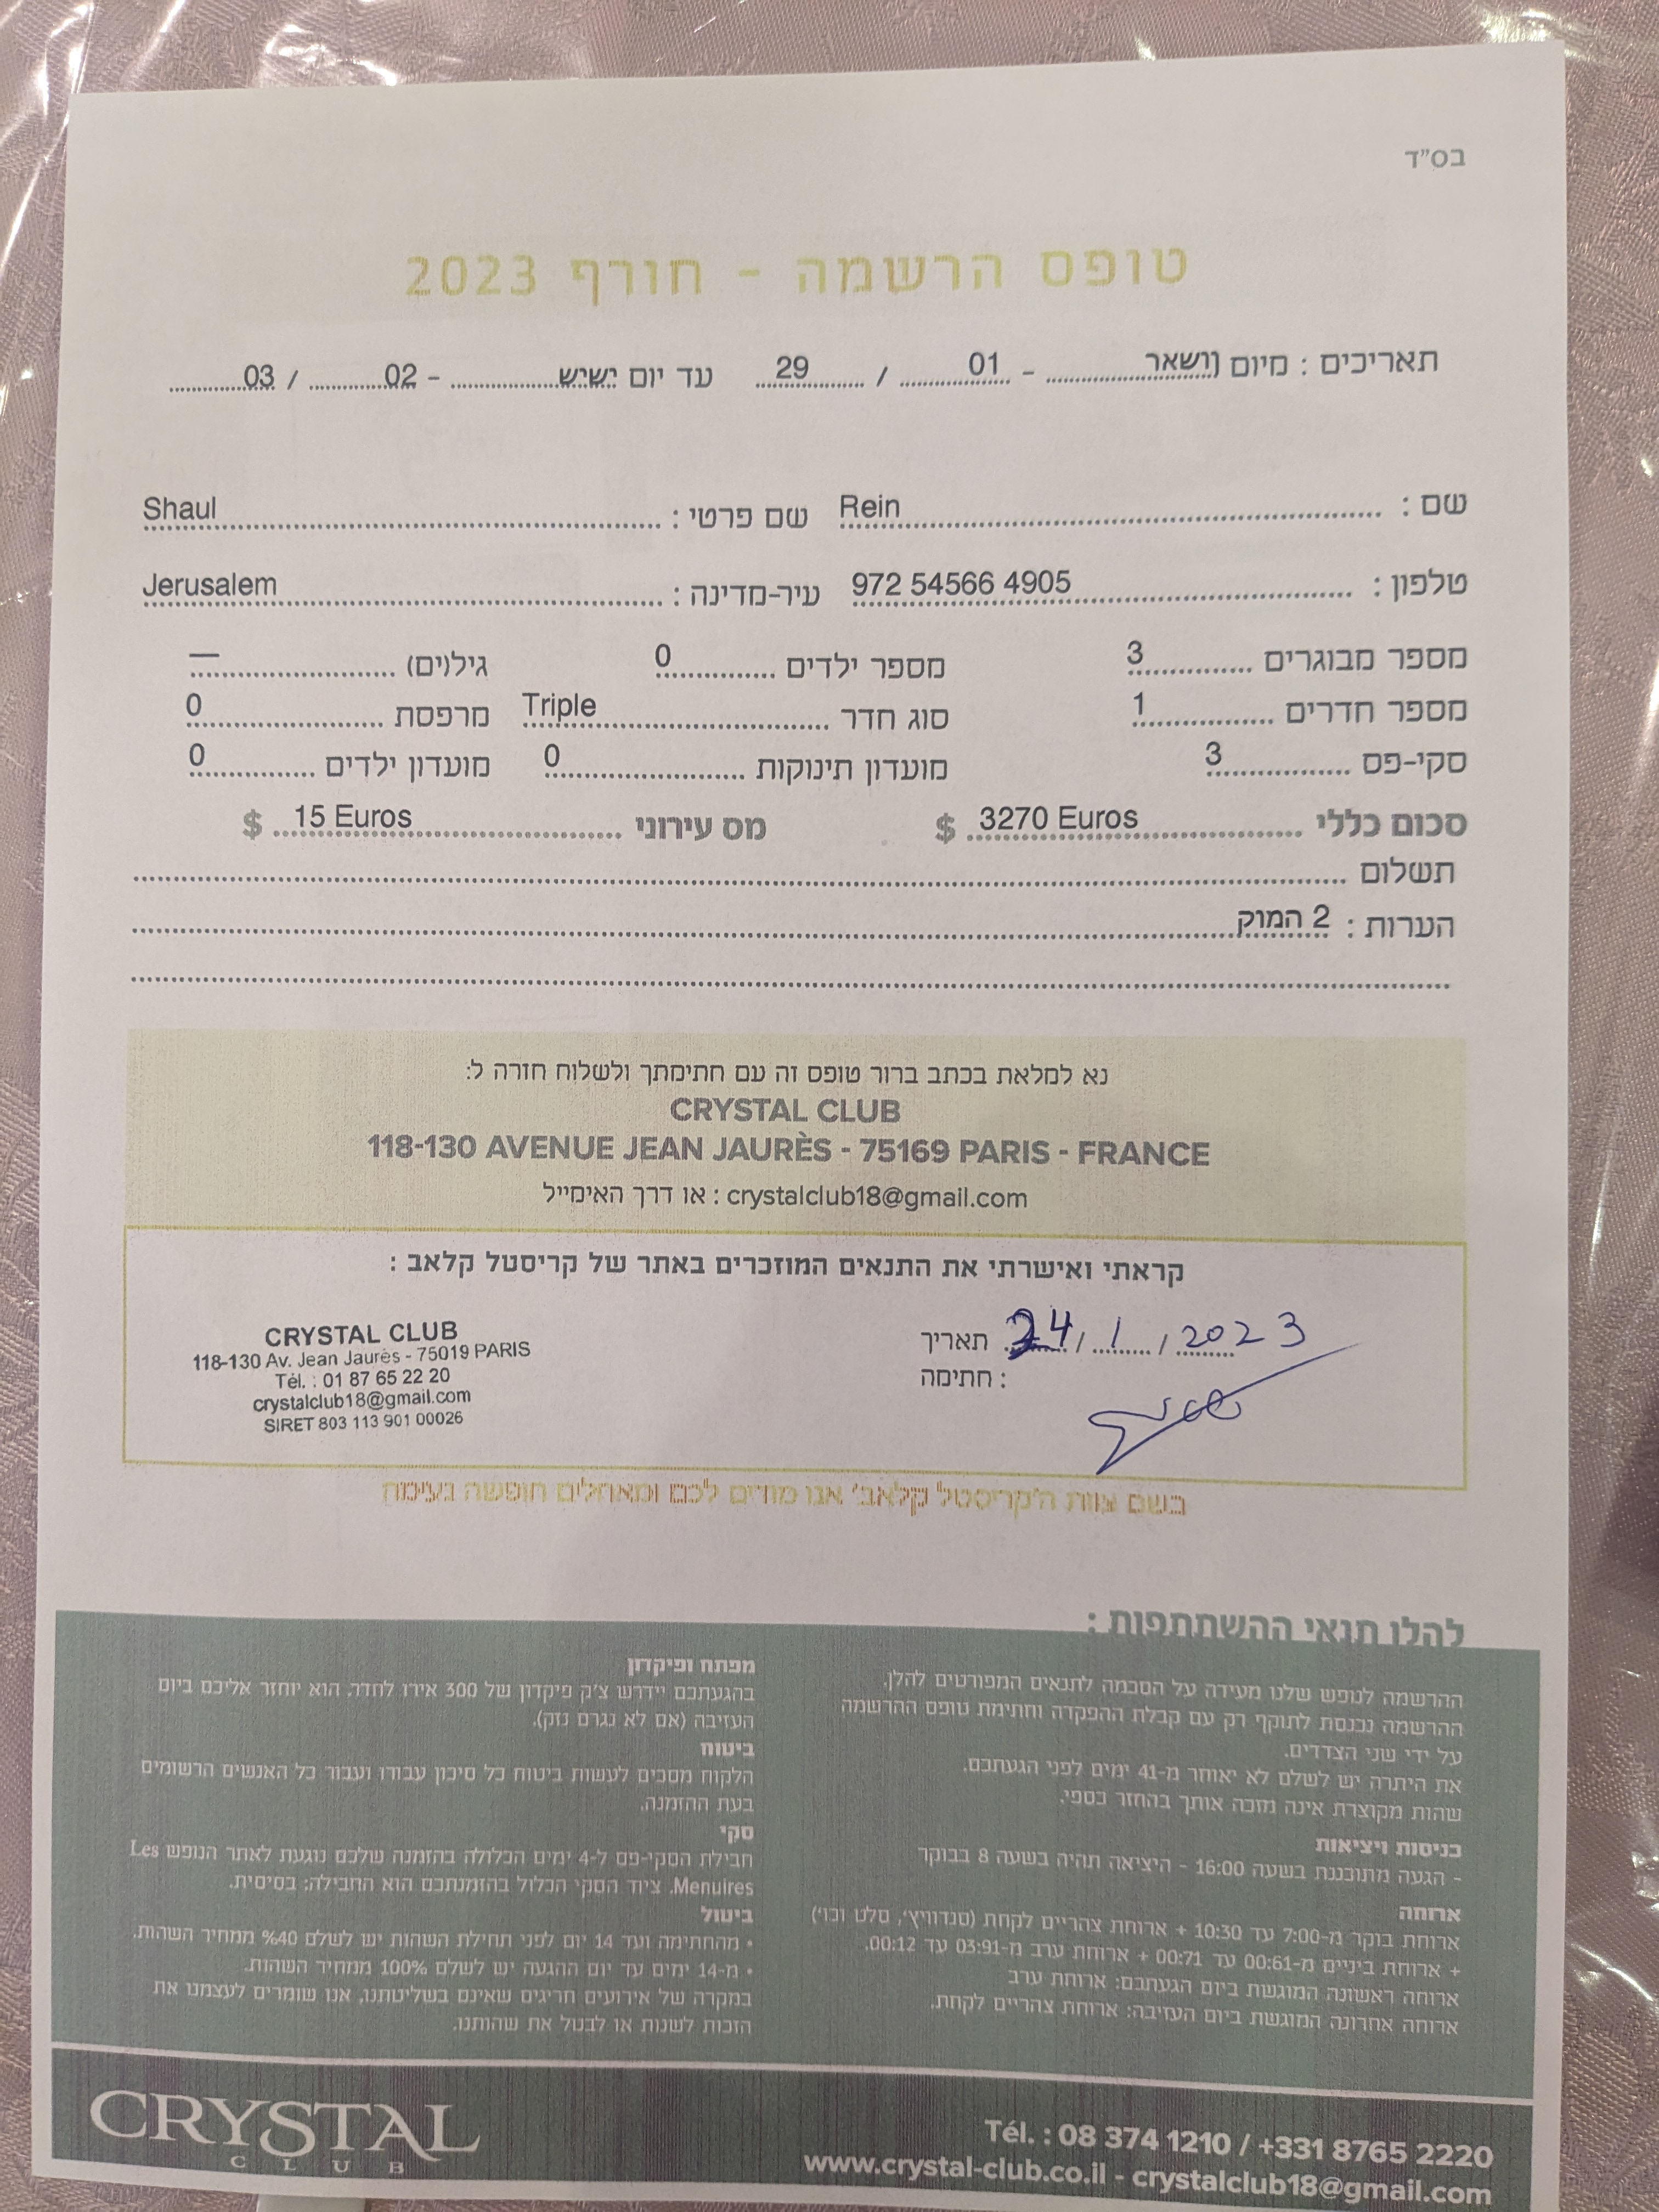 בס"ד
טופס הרשמה - חורף 2023
תאריכים : מיום ןושאר - 01 / 29 עד יום ישיש - 02 / 03
שם : Rein שם פרטי : Shaul
טלפון : 972 54566 4905 עיר-מדינה : Jerusalem
מספר מבוגרים 3 מספר ילדים 0 גיל(ים) —
מספר חדרים 1 סוג חדר Triple מרפסת 0
סקי-פס 3 מועדון תינוקות 0 מועדון ילדים 0
סכום כללי 3270 Euros $ מס עירוני 15 Euros $
תשלום
הערות : 2 המוק
נא למלאת בכתב ברור טופס זה עם חתימתך ולשלוח חזרה ל:
CRYSTAL CLUB
118-130 AVENUE JEAN JAURÈS - 75169 PARIS - FRANCE
או דרך האימייל : crystalclub18@gmail.com
קראתי ואישרתי את התנאים המוזכרים באתר של קריסטל קלאב :
תאריך 24 / 1 / 2023
חתימה :
CRYSTAL CLUB
118-130 Av. Jean Jaurès - 75019 PARIS
Tél. : 01 87 65 22 20
crystalclub18@gmail.com
SIRET 803 113 901 00026
בשם צוות ה'קריסטל קלאב' אנו מודים לכם ומאחלים חופשה נעימה
להלן תנאי ההשתתפות :
ההרשמה לנופש שלנו מעידה על הסכמה לתנאים המפורטים להלן.
ההרשמה נכנסת לתוקף רק עם קבלת ההפקדה וחתימת טופס ההרשמה
על ידי שני הצדדים.
את היתרה יש לשלם לא יאוחר מ-41 ימים לפני הגעתכם.
שהות מקוצרת אינה מזכה אותך בהחזר כספי.
כניסות ויציאות
- הגעה מתוכננת בשעה 16:00 - היציאה תהיה בשעה 8 בבוקר
ארוחה
ארוחת בוקר מ-7:00 עד 10:30 + ארוחת צהריים לקחת (סנדוויץ', סלט וכו')
+ ארוחת ביניים מ-00:61 עד 00:71 + ארוחת ערב מ-03:91 עד 00:12.
ארוחה ראשונה המוגשת ביום הגעתכם: ארוחת ערב
ארוחה אחרונה המוגשת ביום העזיבה: ארוחת צהריים לקחת.
מפתח ופיקדון
בהגעתכם יידרש צ'ק פיקדון של 300 אירו לחדר. הוא יוחזר אליכם ביום
העזיבה (אם לא נגרם נזק).
ביטוח
הלקוח מסכים לעשות ביטוח כל סיכון עבורו ועבור כל האנשים הרשומים
בעת ההזמנה.
סקי
חבילת הסקי-פס ל-4 ימים הכלולה בהזמנה שלכם נוגעת לאתר הנופש Les
Menuires. ציוד הסקי הכלול בהזמנתכם הוא החבילה: בסיסית.
ביטול
• מהחתימה ועד 14 יום לפני תחילת השהות יש לשלם 40% ממחיר השהות.
• מ-14 ימים עד יום ההגעה יש לשלם 100% ממחיר השהות.
במקרה של אירועים חריגים שאינם בשליטתנו, אנו שומרים לעצמנו את
הזכות לשנות או לבטל את שהותנו.
CRYSTAL
CLUB
Tél. : 08 374 1210 / +331 8765 2220
www.crystal-club.co.il - crystalclub18@gmail.com